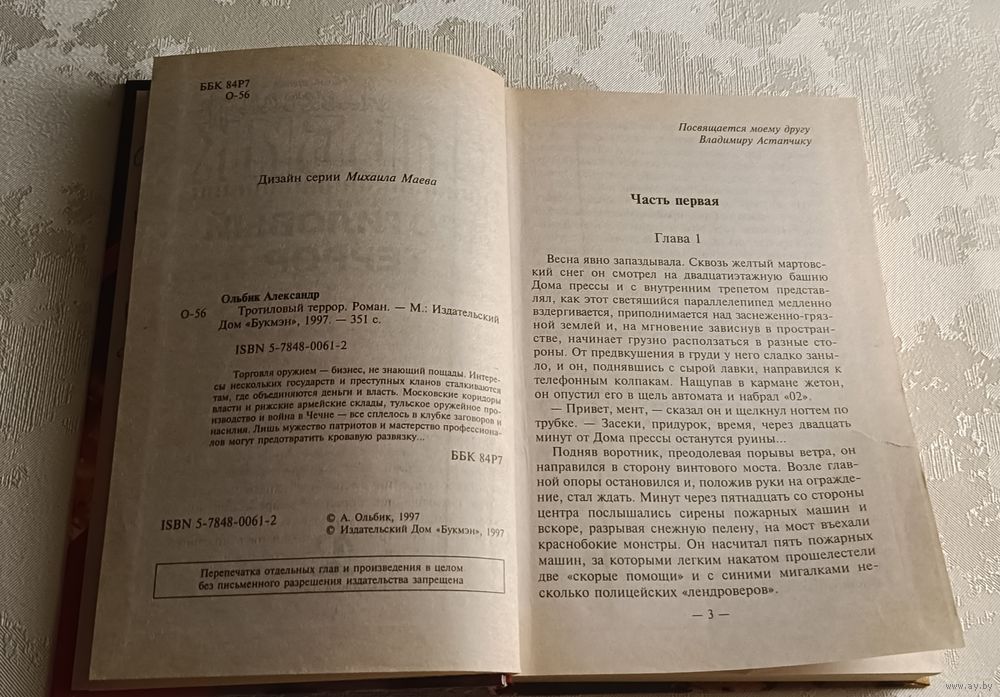 ББК 84Р7
О-56
Дизайн серии Михаила Маева
Ольбик Александр
О-56 Тротиловый террор. Роман. — М.: Издательский
Дом «Букмэн», 1997. — 351 с.
ISBN 5-7848-0061-2
Торговля оружием — бизнес, не знающий пощады. Интере-
сы нескольких государств и преступных кланов сталкиваются
там, где объединяются деньги и власть. Московские коридоры
власти и рижские армейские склады, тульское оружейное про-
изводство и война в Чечне — все сплелось в клубке заговоров и
насилия. Лишь мужество патриотов и мастерство профессиона-
лов могут предотвратить кровавую развязку...
ББК 84Р7
ISBN 5-7848-0061-2
© А. Ольбик, 1997
© Издательский Дом «Букмэн», 1997
Перепечатка отдельных глав и произведения в целом
без письменного разрешения издательства запрещена
Посвящается моему другу
Владимиру Астапчику
Часть первая
Глава 1
Весна явно запаздывала. Сквозь желтый мартовс-
кий снег он смотрел на двадцатиэтажную башню
Дома прессы и с внутренним трепетом представ-
лял, как этот светящийся параллелепипед медленно
вздергивается, приподнимается над заснеженно-гряз-
ной землей и, на мгновение зависнув в простран-
стве, начинает грузно расползаться в разные сто-
роны. От предвкушения в груди у него сладко заны-
ло, и он, поднявшись с сырой лавки, направился к
телефонным колпакам. Нащупав в кармане жетон,
он опустил его в щель автомата и набрал «02».
— Привет, мент, — сказал он и щелкнул ногтем по
трубке. — Засеки, придурок, время, через двадцать
минут от Дома прессы останутся руины...
Подняв воротник, преодолевая порывы ветра, он
направился в сторону винтового моста. Возле глав-
ной опоры остановился и, положив руки на огражде-
ние, стал ждать. Минут через пятнадцать со стороны
центра послышались сирены пожарных машин и
вскоре, разрывая снежную пелену, на мост въехали
краснобокие монстры. Он насчитал пять пожарных
машин, за которыми легким накатом прошелестели
две «скорые помощи» и с синими мигалками не-
сколько полицейских «лендроверов».
— 3 —
www.ay.by